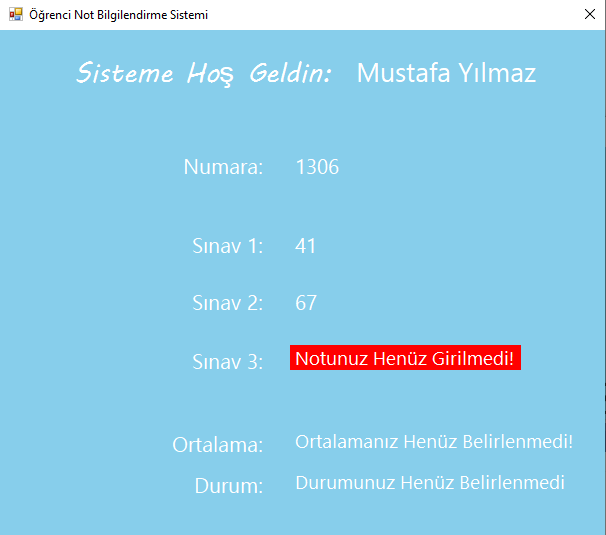 Öğrenci Not Bilgilendirme Sistemi
Sisteme Hoş Geldin: Mustafa Yılmaz
Numara: 1306
Sınav 1: 41
Sınav 2: 67
Sınav 3: Notunuz Henüz Girilmedi!
Ortalama: Ortalamanız Henüz Belirlenmedi!
Durum: Durumunuz Henüz Belirlenmedi